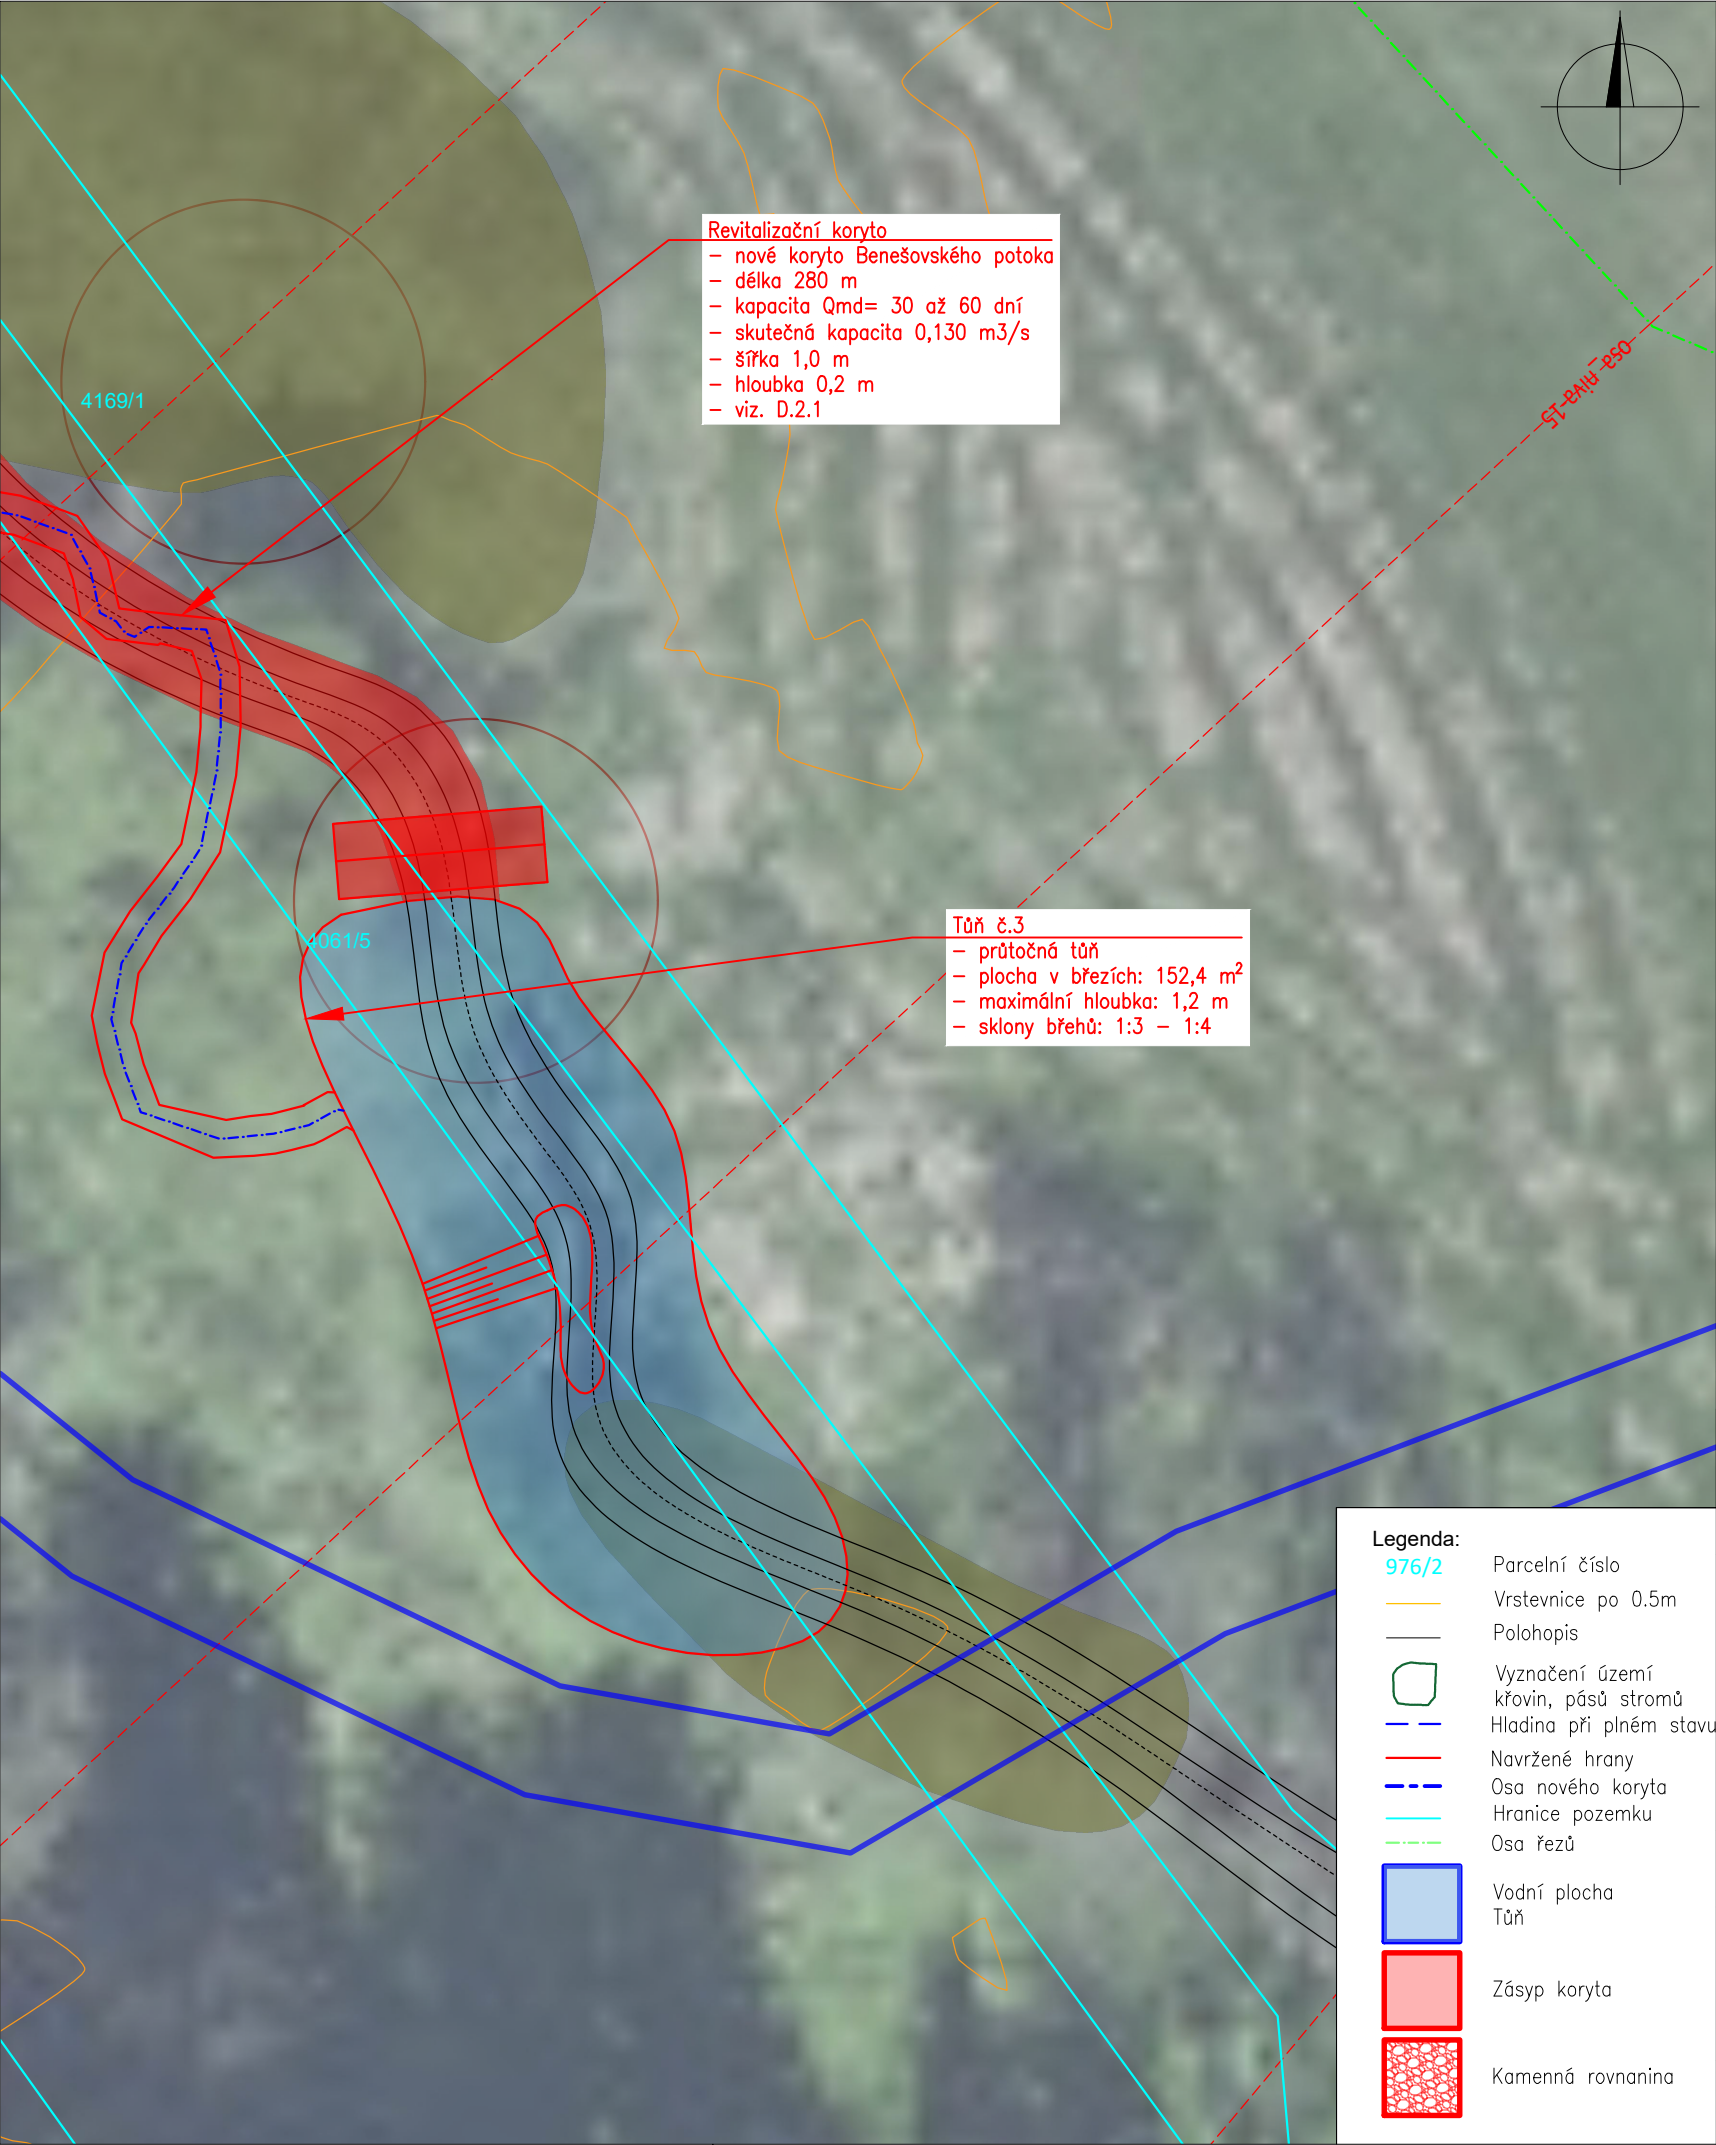 Revitalizační koryto
– nové koryto Benešovského potoka
– délka 280 m
– kapacita Qmd= 30 až 60 dní
– skutečná kapacita 0,130 m3/s
– šířka 1,0 m
– hloubka 0,2 m
– viz. D.2.1
osa-niva-15
4169/1
Tůň č.3
– průtočná tůň
– plocha v březích: 152,4 m²
– maximální hloubka: 1,2 m
– sklony břehů: 1:3 – 1:4
4061/5
Legenda:
976/2 Parcelní číslo
Vrstevnice po 0.5m
Polohopis
Vyznačení území
křovin, pásů stromů
Hladina při plném stavu
Navržené hrany
Osa nového koryta
Hranice pozemku
Osa řezů
Vodní plocha
Tůň
Zásyp koryta
Kamenná rovnanina